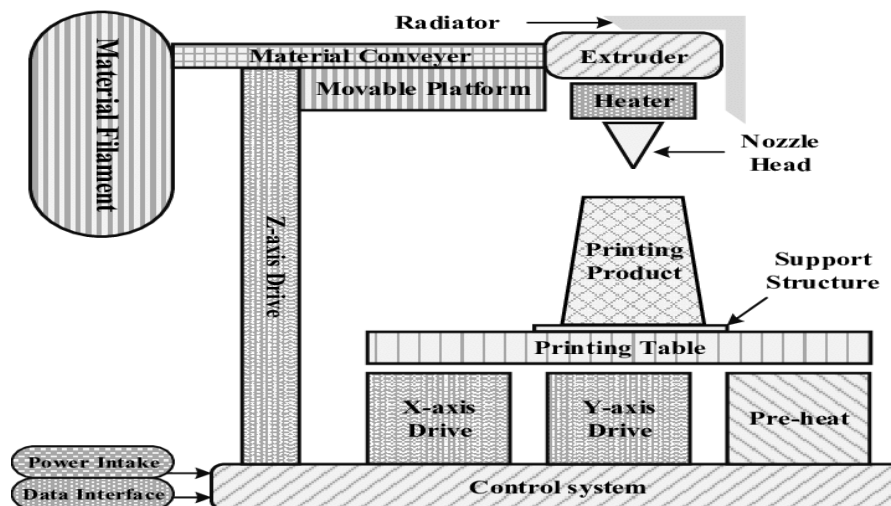 Radiator
Material Filament
Material Conveyer
Extruder
Movable Platform
Heater
Nozzle
Head
Z-axis Drive
Printing
Product
Support
Structure
Printing Table
X-axis
Drive
Y-axis
Drive
Pre-heat
Power Intake
Data Interface
Control system